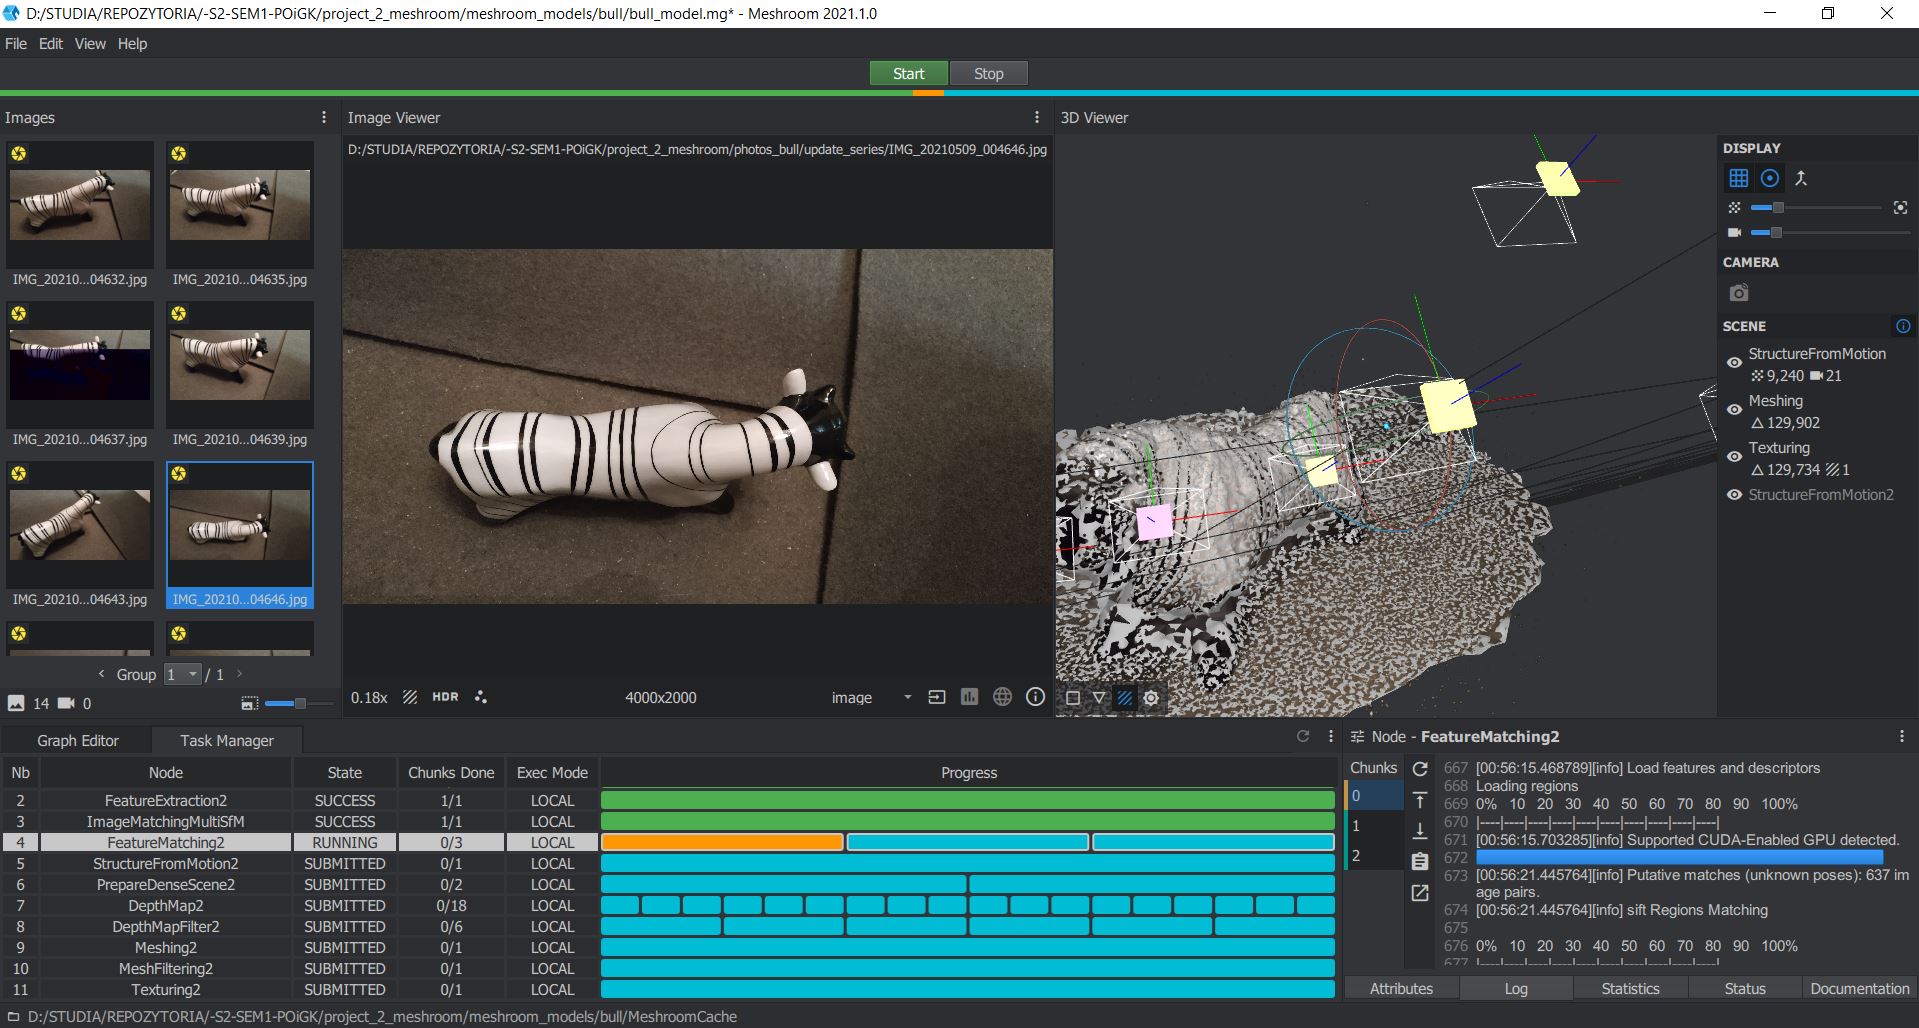 D:/STUDIA/REPOZYTORIA/-S2-SEM1-POiGK/project_2_meshroom/meshroom_models/bull/bull_model.mg* - Meshroom 2021.1.0
File Edit View Help
Start Stop
Images
IMG_20210...04632.jpg IMG_20210...04635.jpg
IMG_20210...04637.jpg IMG_20210...04639.jpg
IMG_20210...04643.jpg IMG_20210...04646.jpg
< Group 1 / 1 >
14 0
Image Viewer
D:/STUDIA/REPOZYTORIA/-S2-SEM1-POiGK/project_2_meshroom/photos_bull/update_series/IMG_20210509_004646.jpg
0.18x HDR 4000x2000 image
3D Viewer
DISPLAY
CAMERA
SCENE
StructureFromMotion
9,240 21
Meshing
129,902
Texturing
129,734 1
StructureFromMotion2
Graph Editor Task Manager
Nb Node State Chunks Done Exec Mode Progress
2 FeatureExtraction2 SUCCESS 1/1 LOCAL
3 ImageMatchingMultiSfM SUCCESS 1/1 LOCAL
4 FeatureMatching2 RUNNING 0/3 LOCAL
5 StructureFromMotion2 SUBMITTED 0/1 LOCAL
6 PrepareDenseScene2 SUBMITTED 0/2 LOCAL
7 DepthMap2 SUBMITTED 0/18 LOCAL
8 DepthMapFilter2 SUBMITTED 0/6 LOCAL
9 Meshing2 SUBMITTED 0/1 LOCAL
10 MeshFiltering2 SUBMITTED 0/1 LOCAL
11 Texturing2 SUBMITTED 0/1 LOCAL
Node - FeatureMatching2
Chunks
0
1
2
667 [00:56:15.468789][info] Load features and descriptors
668 Loading regions
669 0% 10 20 30 40 50 60 70 80 90 100%
670 |----|----|----|----|----|----|----|----|----|----|
671 [00:56:15.703285][info] Supported CUDA-Enabled GPU detected.
672
673 [00:56:21.445764][info] Putative matches (unknown poses): 637 im
age pairs.
674 [00:56:21.445764][info] sift Regions Matching
675
676 0% 10 20 30 40 50 60 70 80 90 100%
677 |----|----|----|----|----|----|----|----|----|----|
Attributes Log Statistics Status Documentation
D:/STUDIA/REPOZYTORIA/-S2-SEM1-POiGK/project_2_meshroom/meshroom_models/bull/MeshroomCache